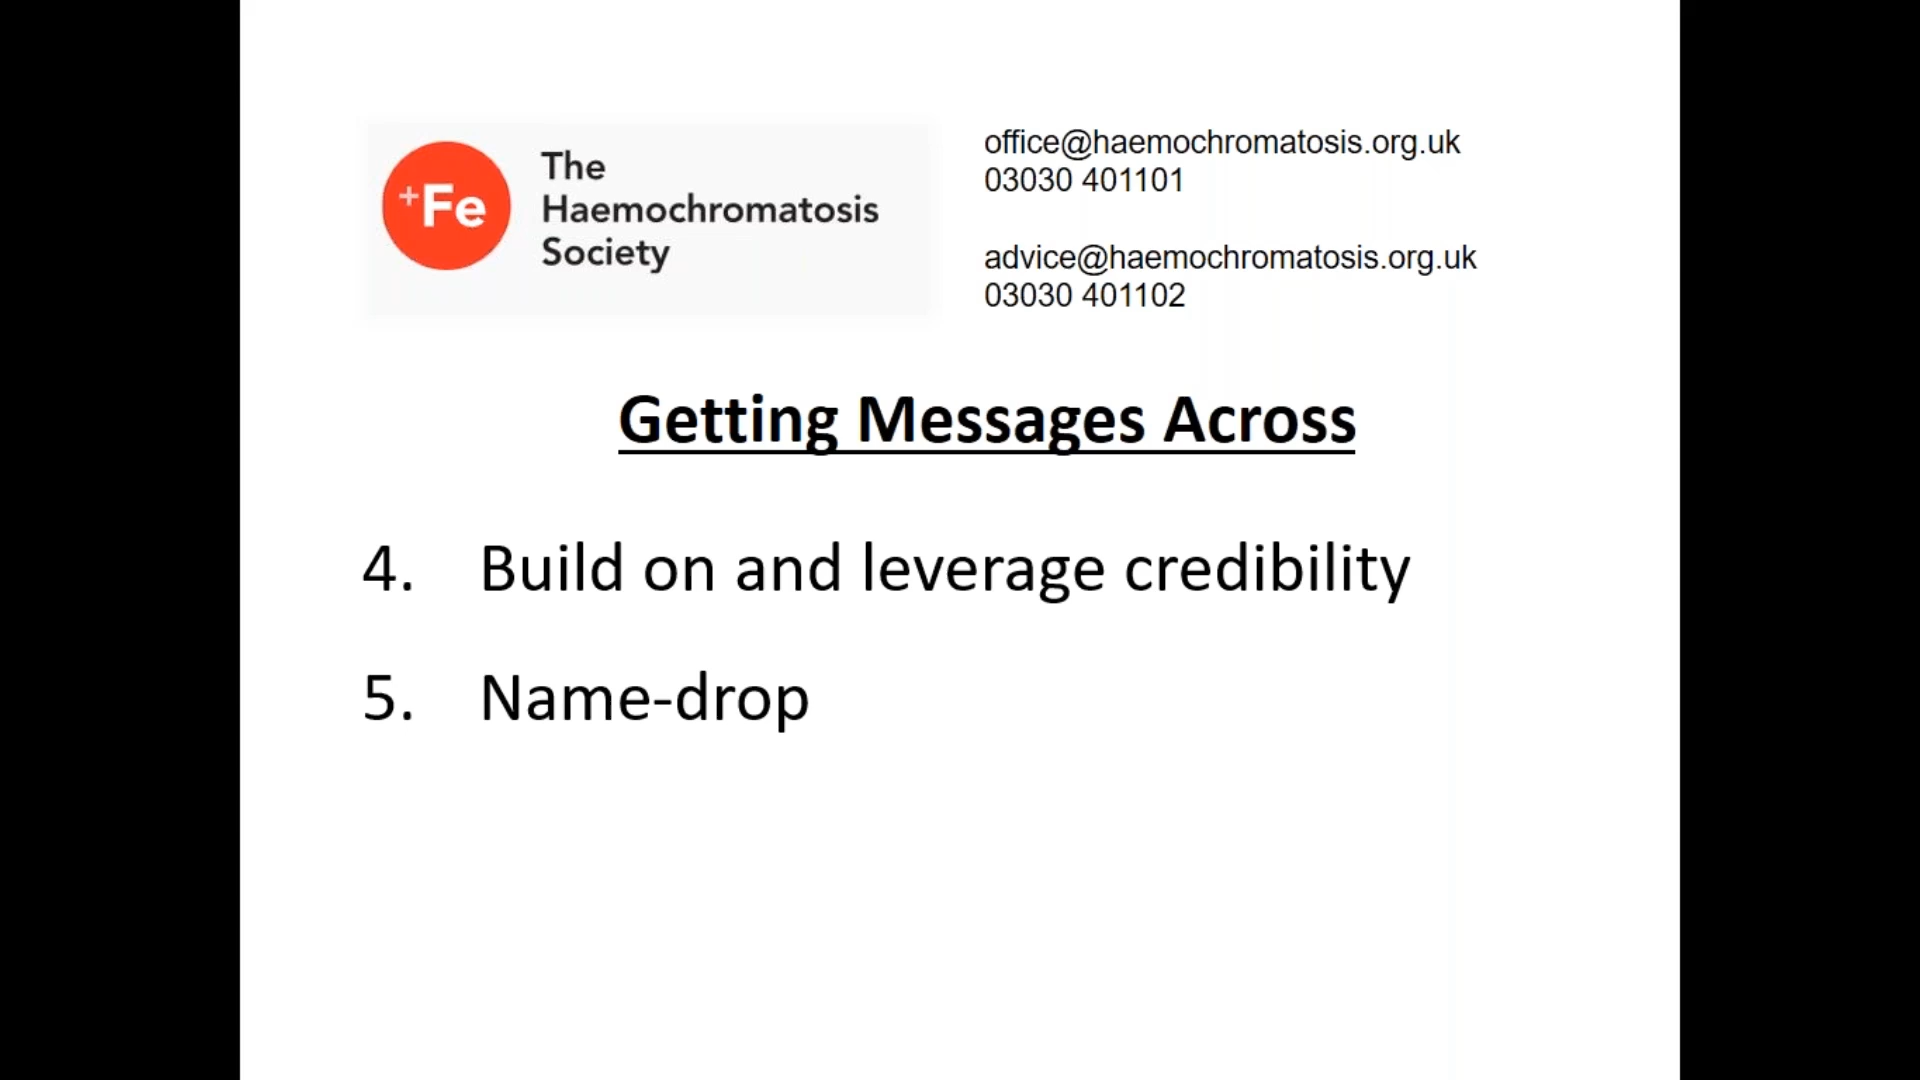 +Fe
The
Haemochromatosis
Society
office@haemochromatosis.org.uk
03030 401101
advice@haemochromatosis.org.uk
03030 401102
Getting Messages Across
4. Build on and leverage credibility
5. Name-drop